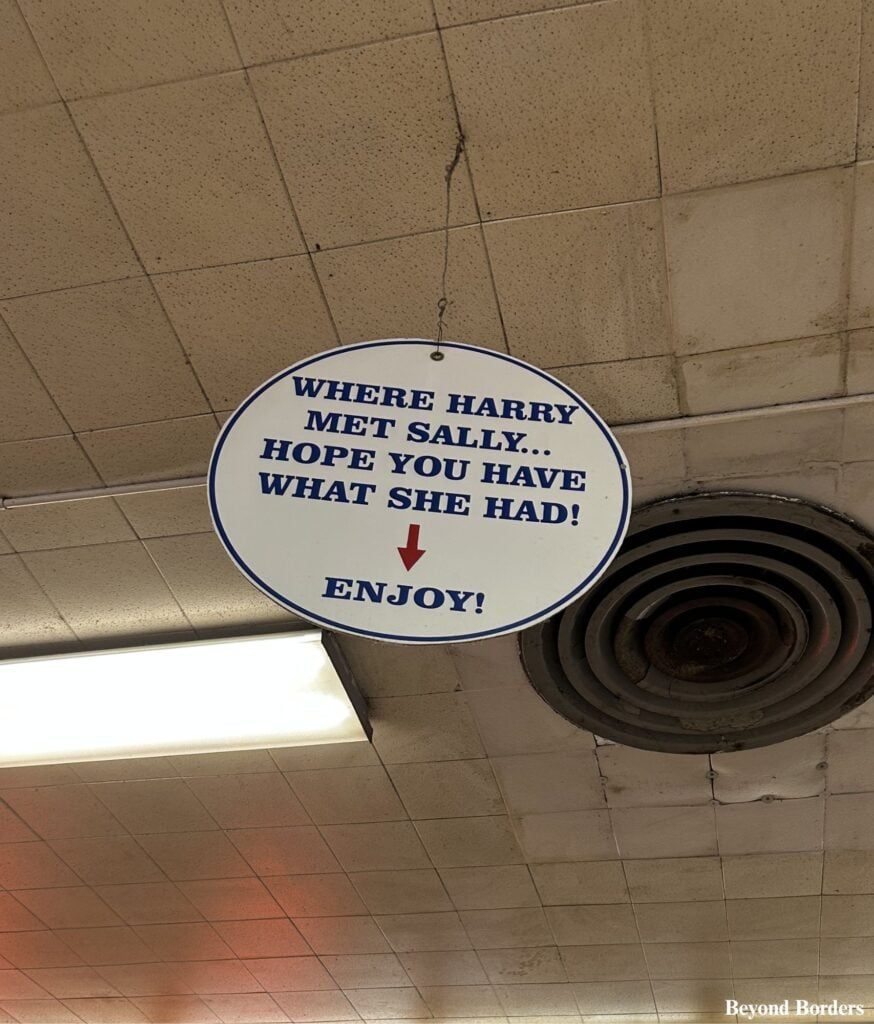 WHERE HARRY
MET SALLY...
HOPE YOU HAVE
WHAT SHE HAD!
ENJOY!
Beyond Borders